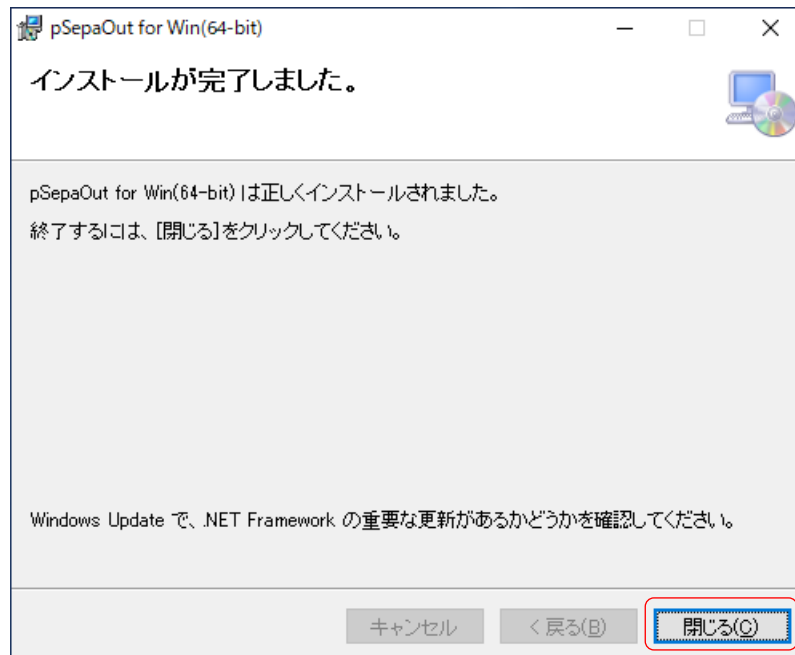 pSepaOut for Win(64-bit)
インストールが完了しました。
pSepaOut for Win(64-bit) は正しくインストールされました。
終了するには、[閉じる]をクリックしてください。
Windows Update で、.NET Framework の重要な更新があるかどうかを確認してください。
キャンセル
< 戻る(B)
閉じる(C)